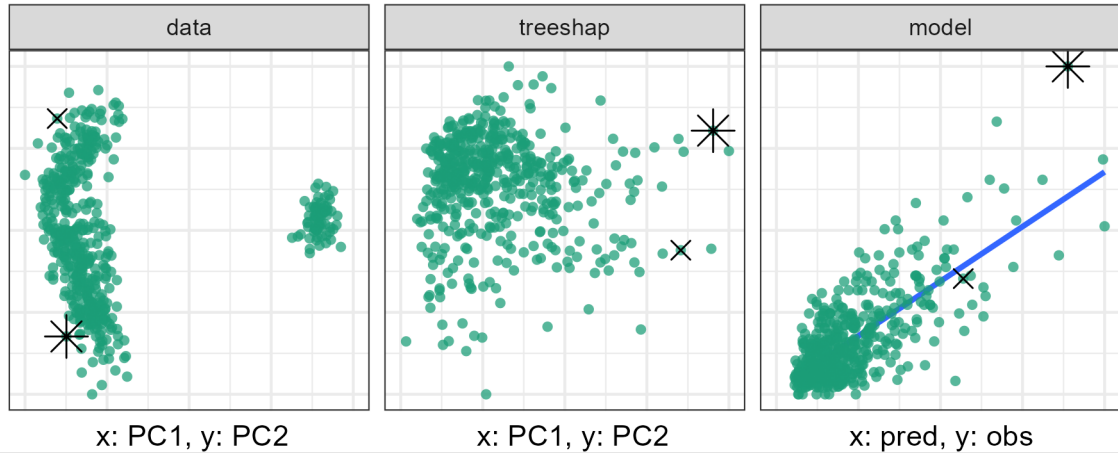 data
treeshap
model
x: PC1, y: PC2
x: PC1, y: PC2
x: pred, y: obs